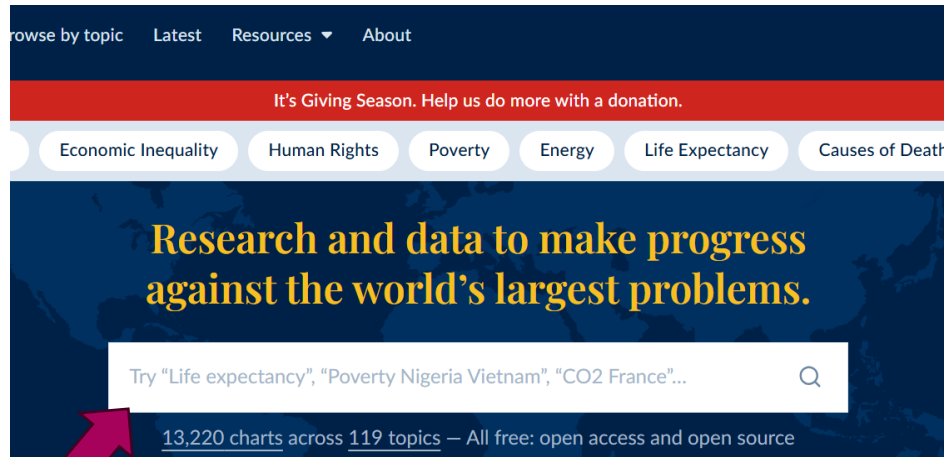 rowse by topic Latest Resources About
It's Giving Season. Help us do more with a donation.
Economic Inequality Human Rights Poverty Energy Life Expectancy Causes of Death
Research and data to make progress
against the world’s largest problems.
Try “Life expectancy”, “Poverty Nigeria Vietnam”, “CO2 France”...
13,220 charts across 119 topics — All free: open access and open source